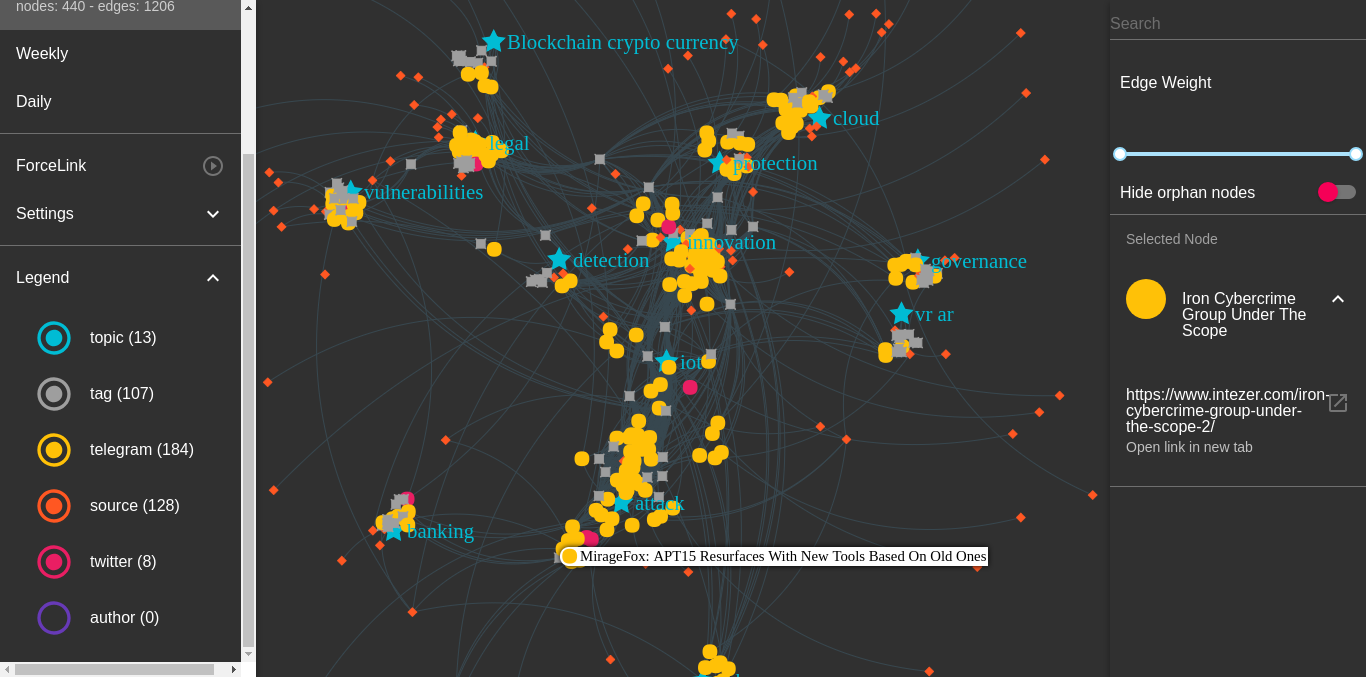 nodes: 440 - edges: 1206
Weekly
Daily
ForceLink
Settings
Legend
topic (13)
tag (107)
telegram (184)
source (128)
twitter (8)
author (0)
Blockchain crypto currency
cloud
legal
protection
vulnerabilities
innovation
detection
governance
vr ar
iot
attack
banking
MirageFox: APT15 Resurfaces With New Tools Based On Old Ones
Search
Edge Weight
Hide orphan nodes
Selected Node
Iron Cybercrime
Group Under The
Scope
https://www.intezer.com/iron-
cybercrime-group-under-
the-scope-2/
Open link in new tab